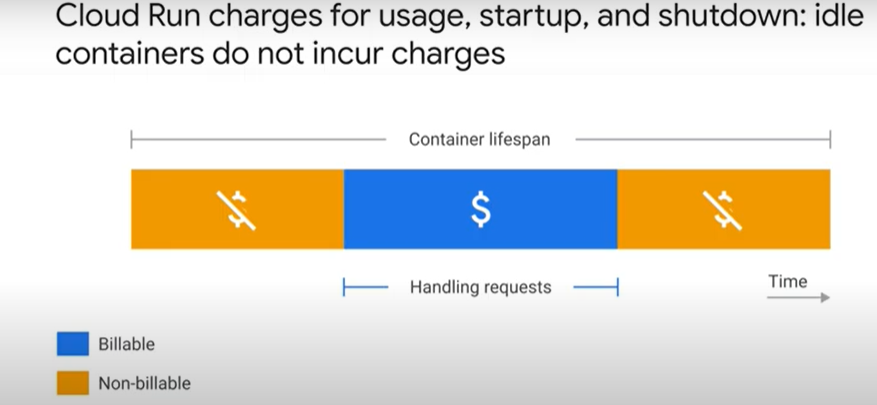 Cloud Run charges for usage, startup, and shutdown: idle
containers do not incur charges
Container lifespan
$
$
$
Handling requests
Time
Billable
Non-billable